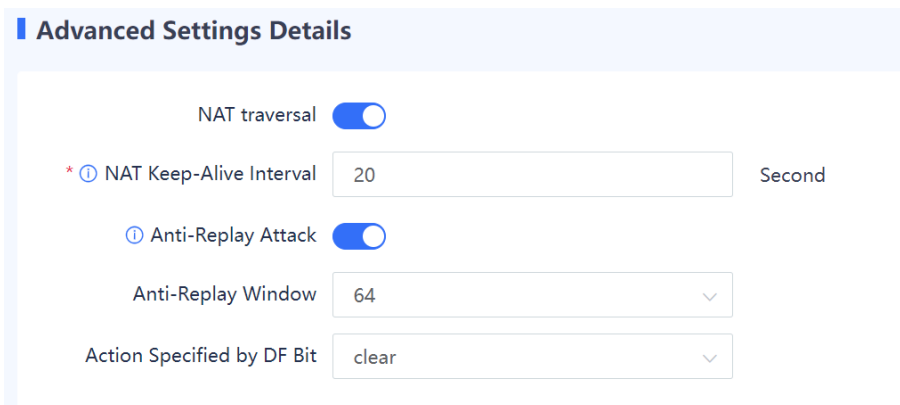 Advanced Settings Details
NAT traversal
* NAT Keep-Alive Interval 20 Second
Anti-Replay Attack
Anti-Replay Window 64
Action Specified by DF Bit clear